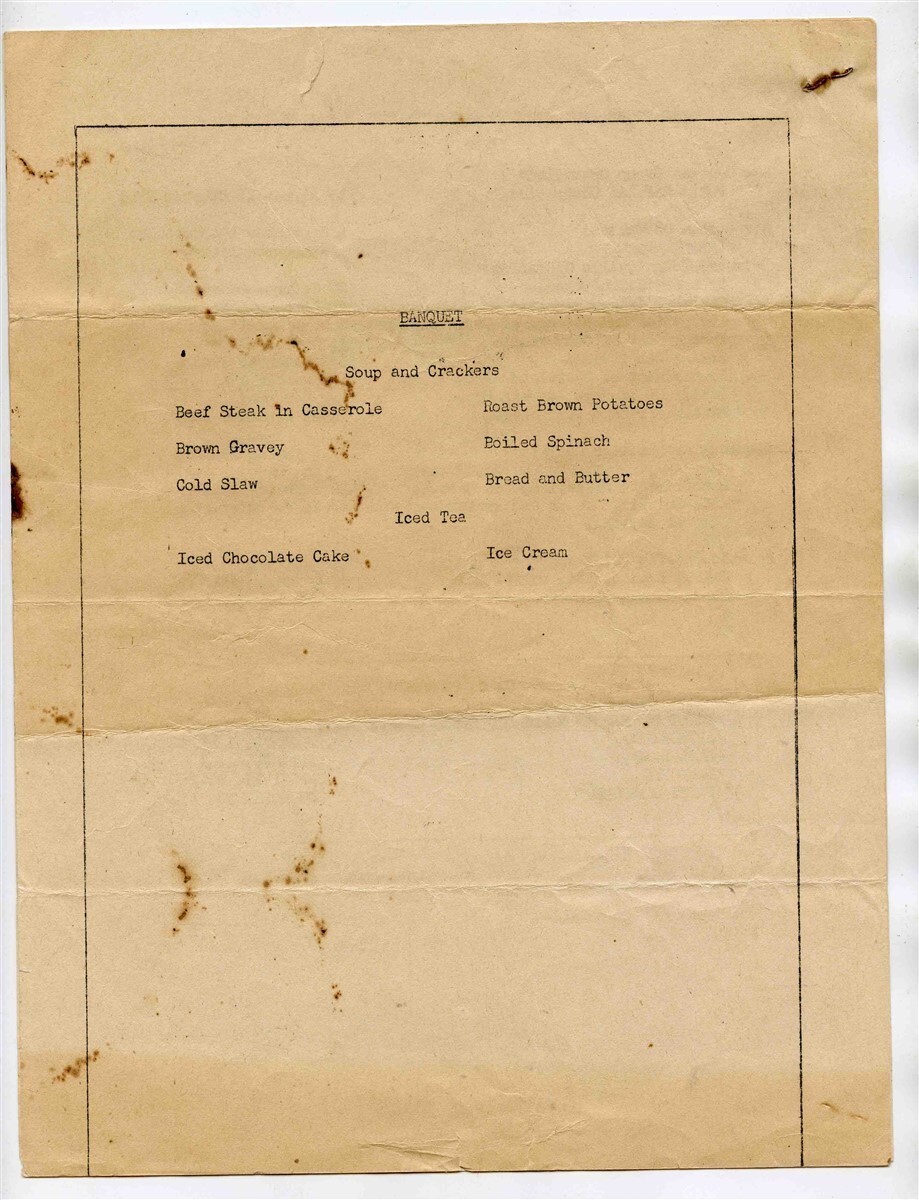 BANQUET
Soup and Crackers
Beef Steak in Casserole Roast Brown Potatoes
Brown Gravey Boiled Spinach
Cold Slaw Bread and Butter
Iced Tea
Iced Chocolate Cake Ice Cream